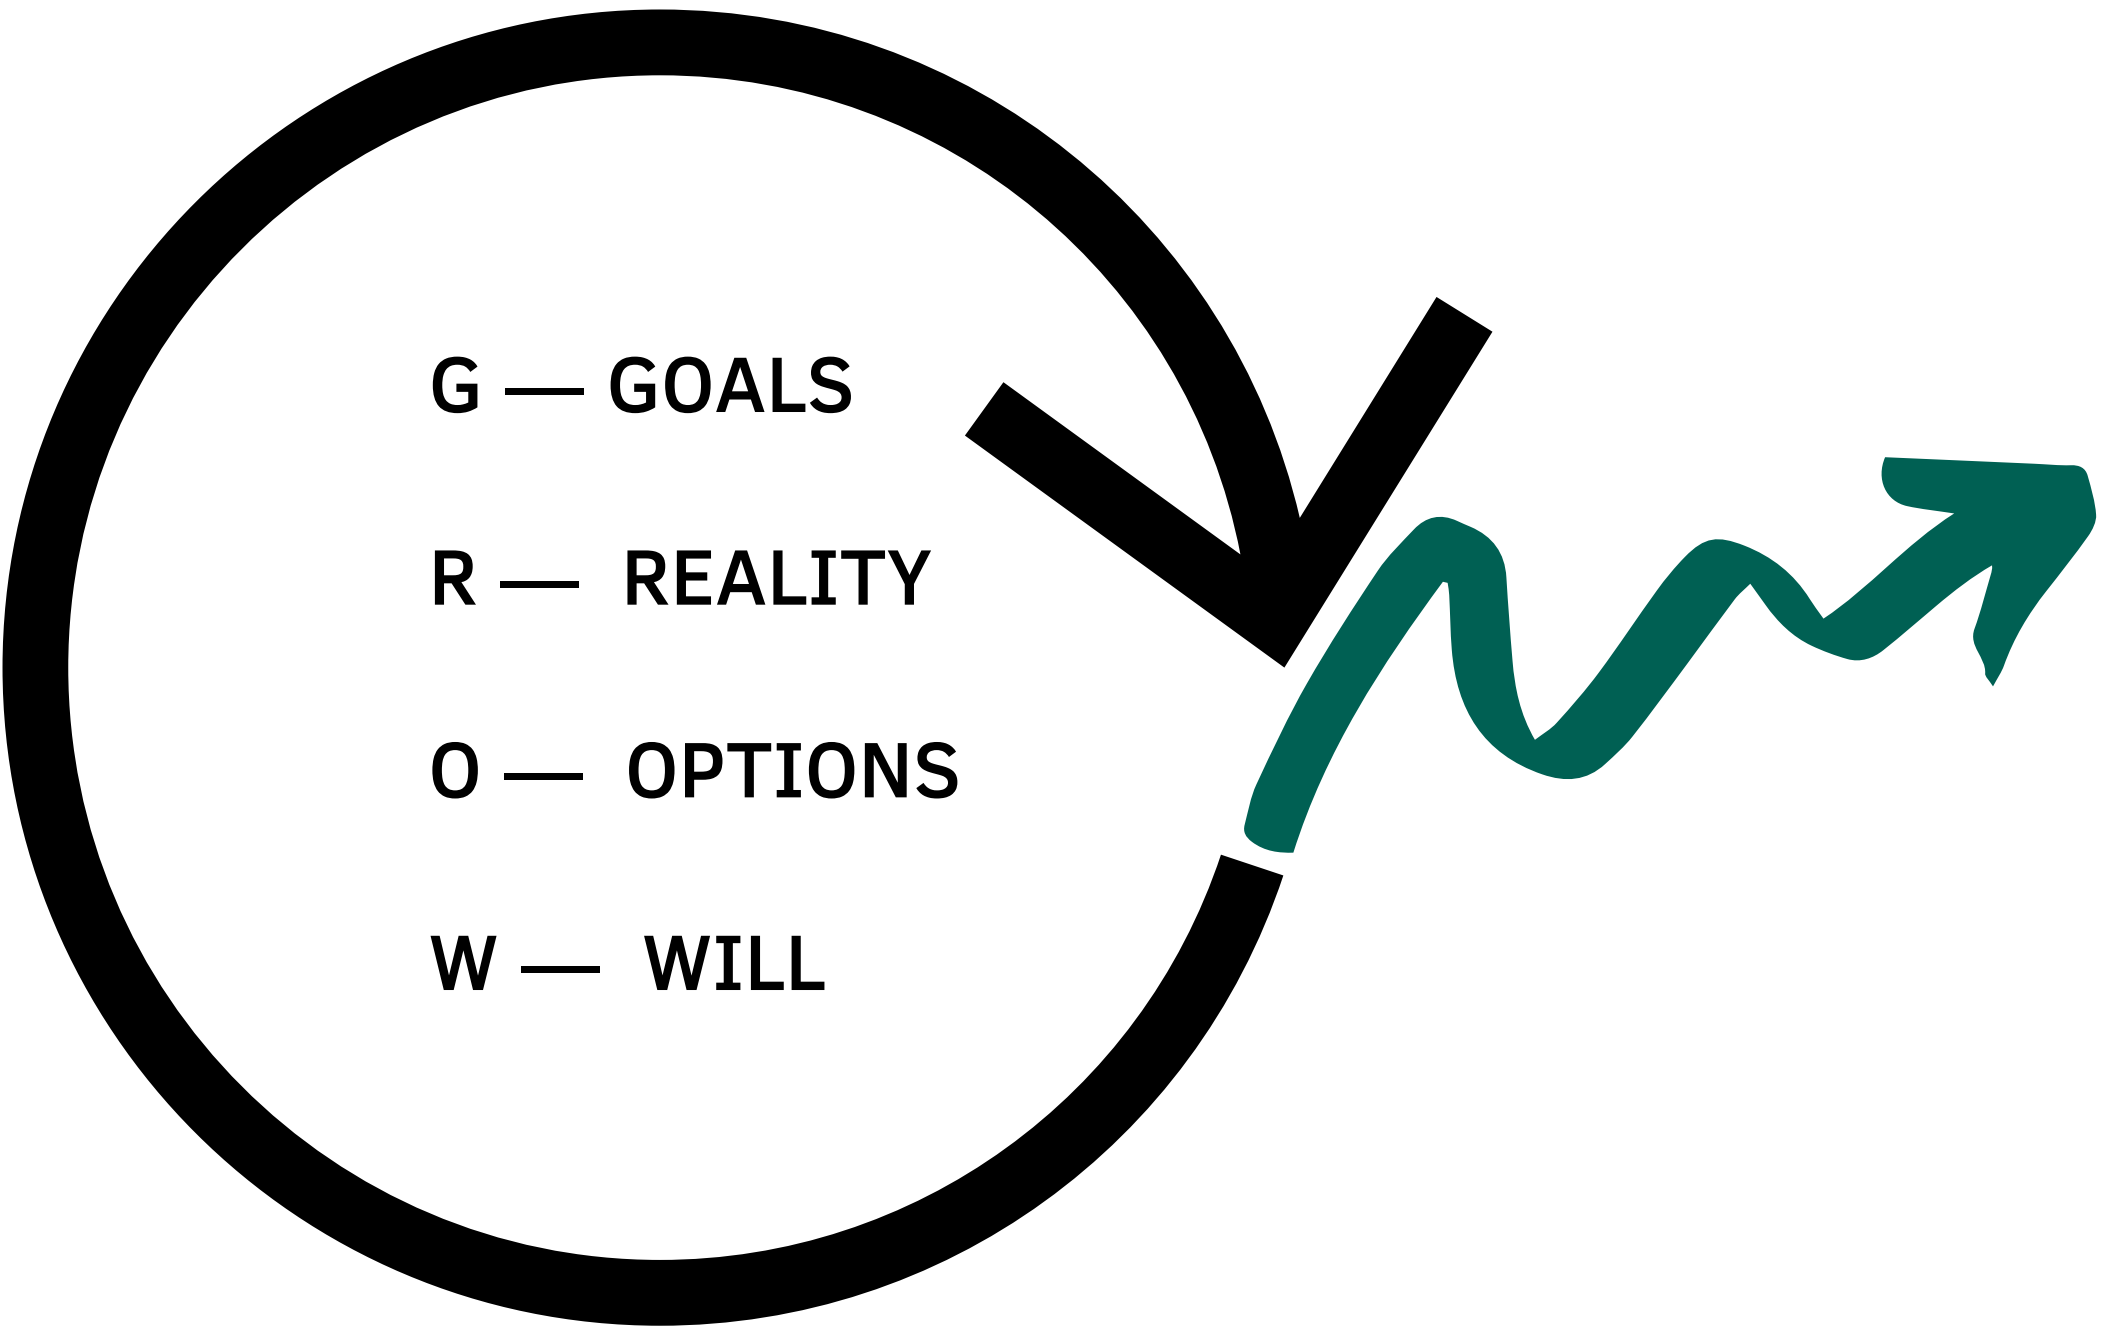 G — GOALS
R — REALITY
O — OPTIONS
W — WILL